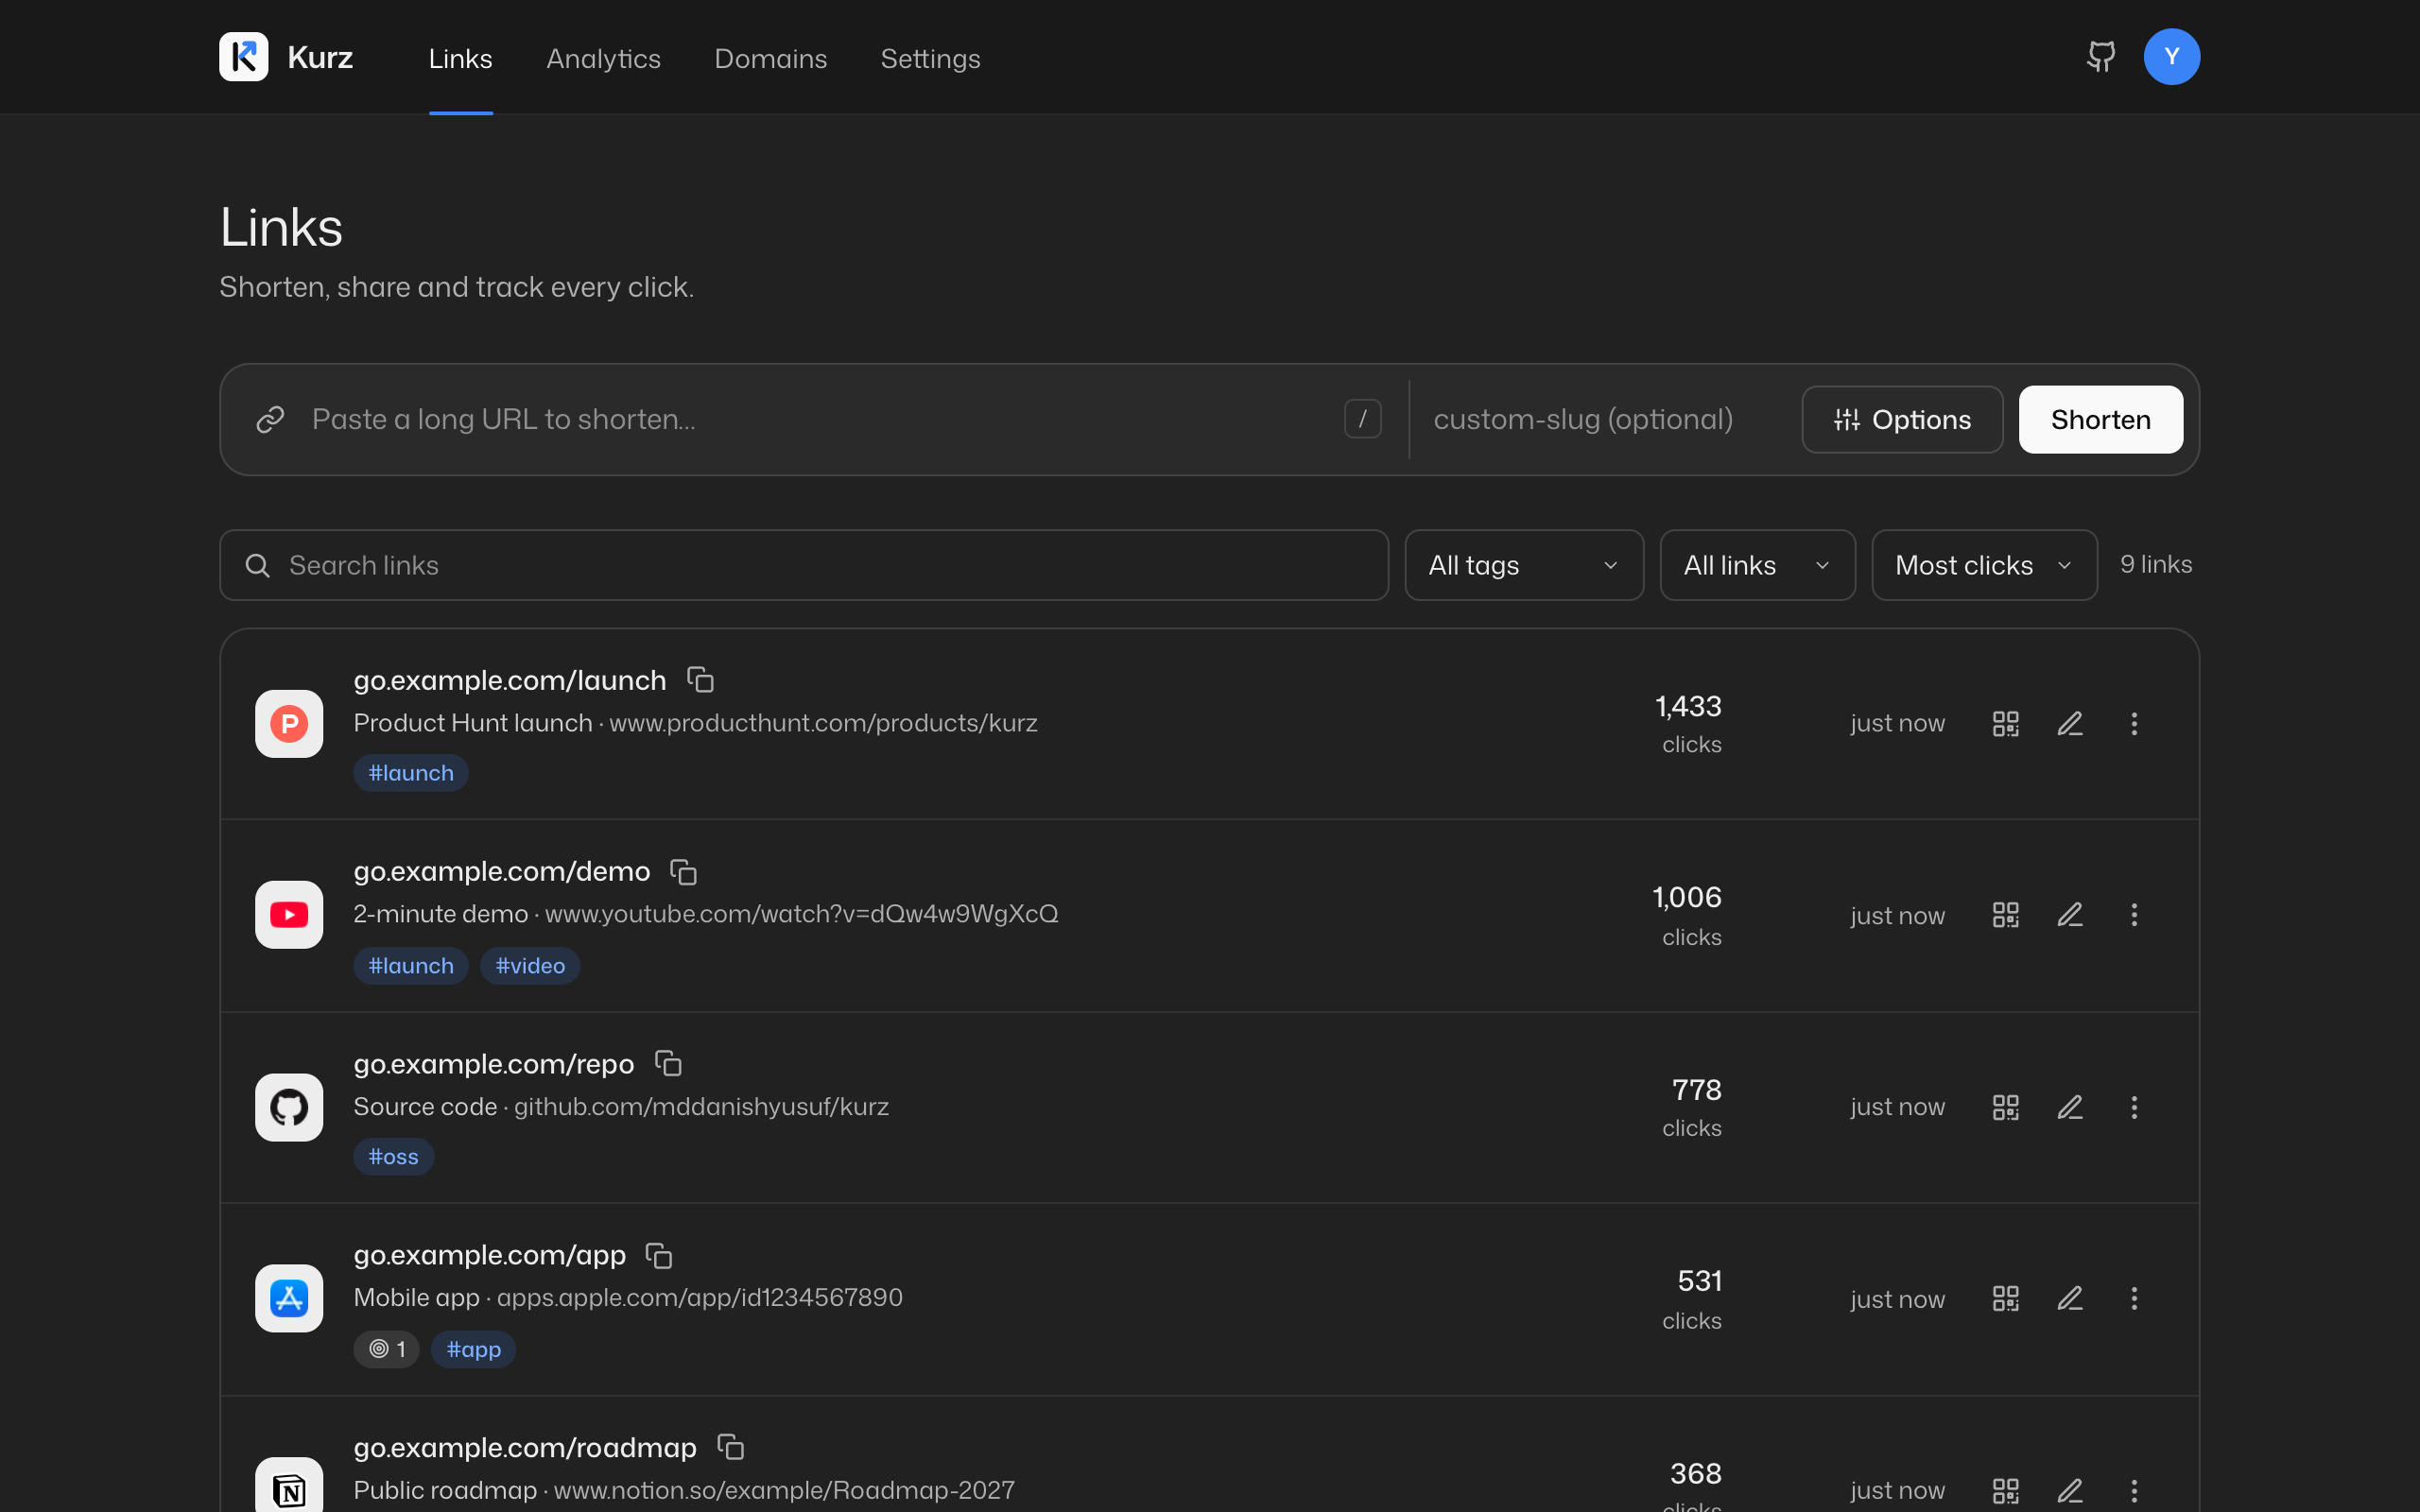 Kurz
Links
Analytics
Domains
Settings
Y
Links
Shorten, share and track every click.
Paste a long URL to shorten...
/
custom-slug (optional)
Options
Shorten
Search links
All tags
All links
Most clicks
9 links
go.example.com/launch
Product Hunt launch · www.producthunt.com/products/kurz
#launch
1,433
clicks
just now
go.example.com/demo
2-minute demo · www.youtube.com/watch?v=dQw4w9WgXcQ
#launch #video
1,006
clicks
just now
go.example.com/repo
Source code · github.com/mddanishyusuf/kurz
#oss
778
clicks
just now
go.example.com/app
Mobile app · apps.apple.com/app/id1234567890
1 #app
531
clicks
just now
go.example.com/roadmap
Public roadmap · www.notion.so/example/Roadmap-2027
368
clicks
just now